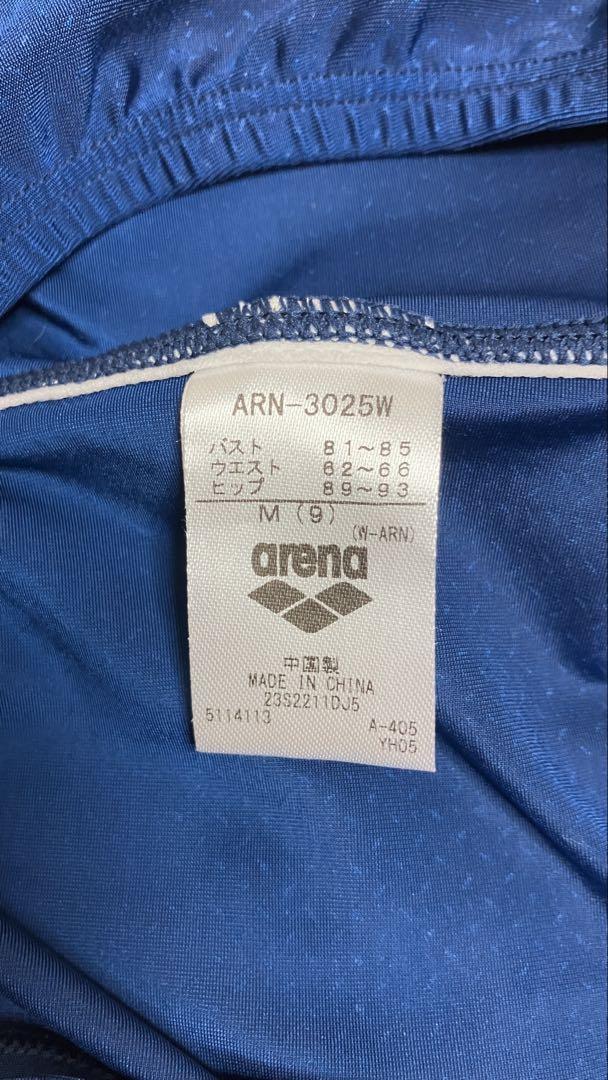 ARN-3025W
バスト 81~85
ウエスト 62~66
ヒップ 89~93
M (9)
(W-ARN)
arena
中国製
MADE IN CHINA
23S2211DJ5
5114113 A-405
YH05